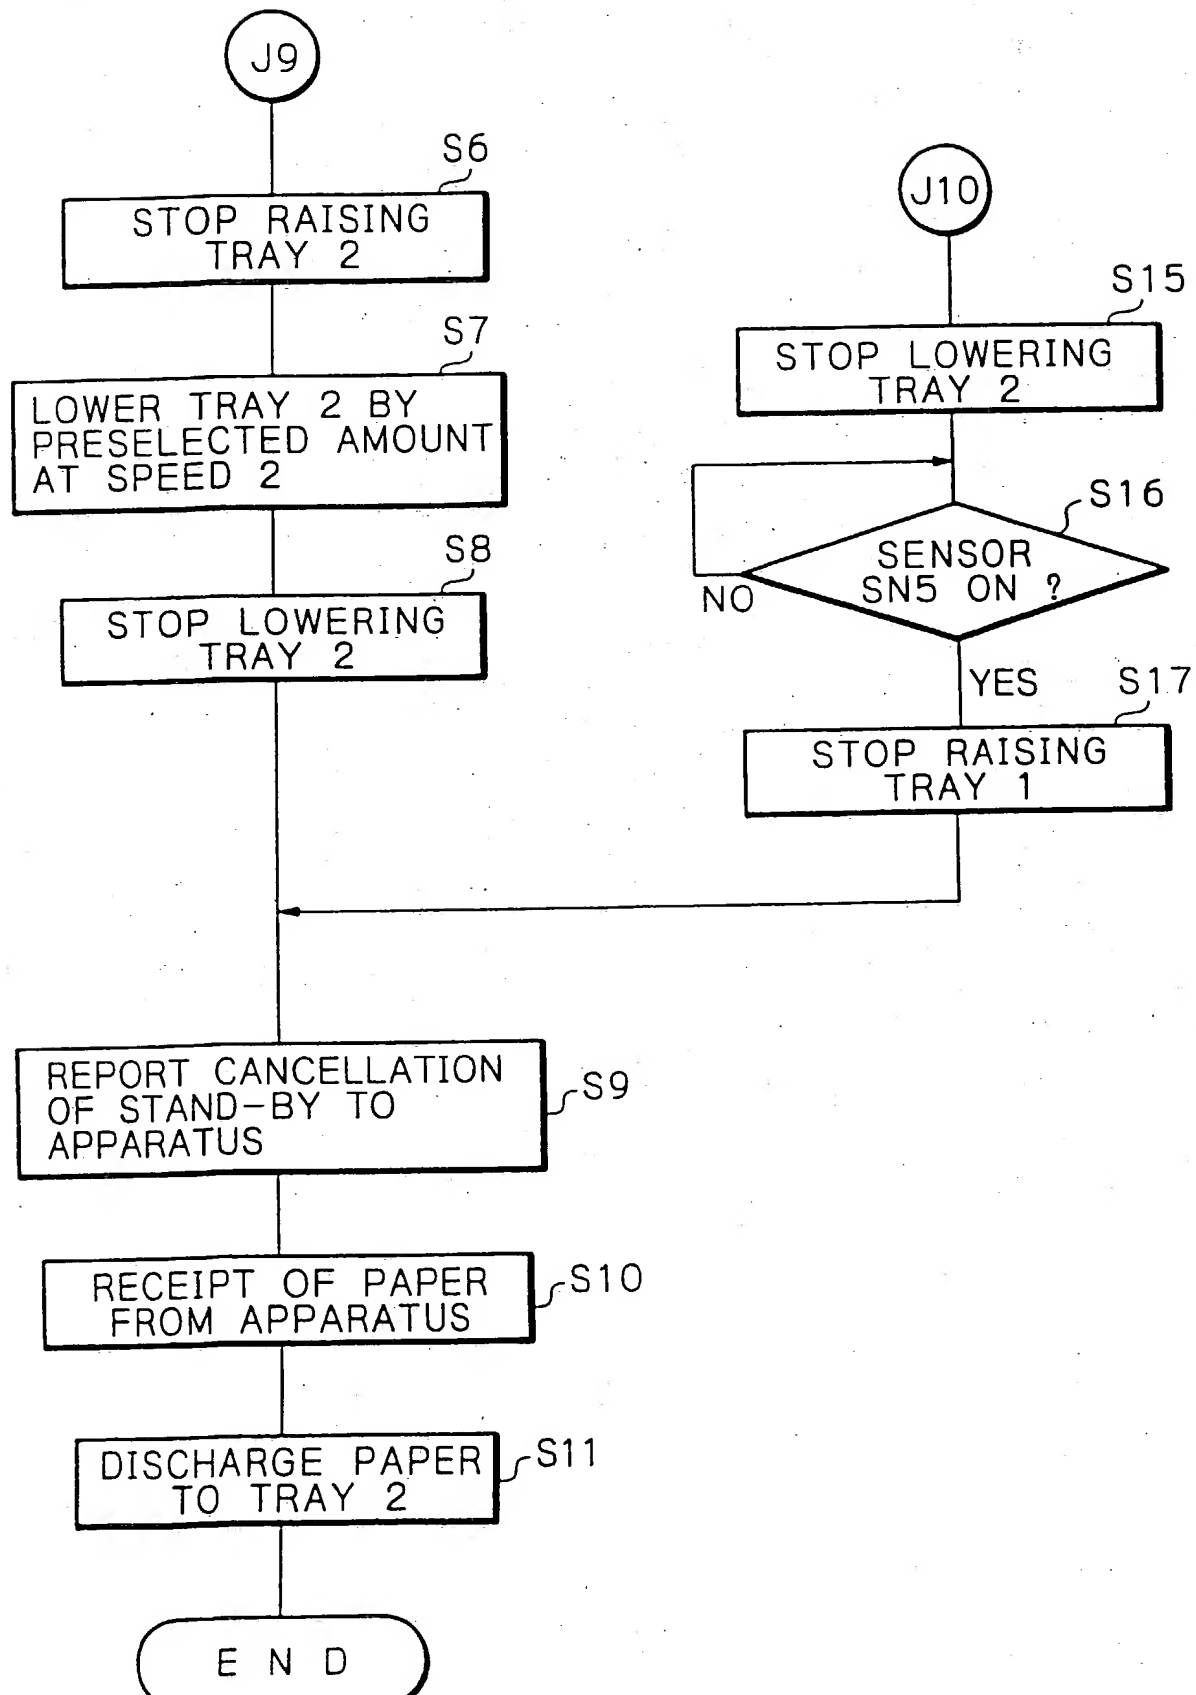 J9
S6
STOP RAISING
TRAY 2
S7
LOWER TRAY 2 BY
PRESELECTED AMOUNT
AT SPEED 2
S8
STOP LOWERING
TRAY 2
J10
S15
STOP LOWERING
TRAY 2
S16
SENSOR
SN5 ON ?
NO
YES
S17
STOP RAISING
TRAY 1
REPORT CANCELLATION
OF STAND-BY TO
APPARATUS
S9
RECEIPT OF PAPER
FROM APPARATUS
S10
DISCHARGE PAPER
TO TRAY 2
S11
END